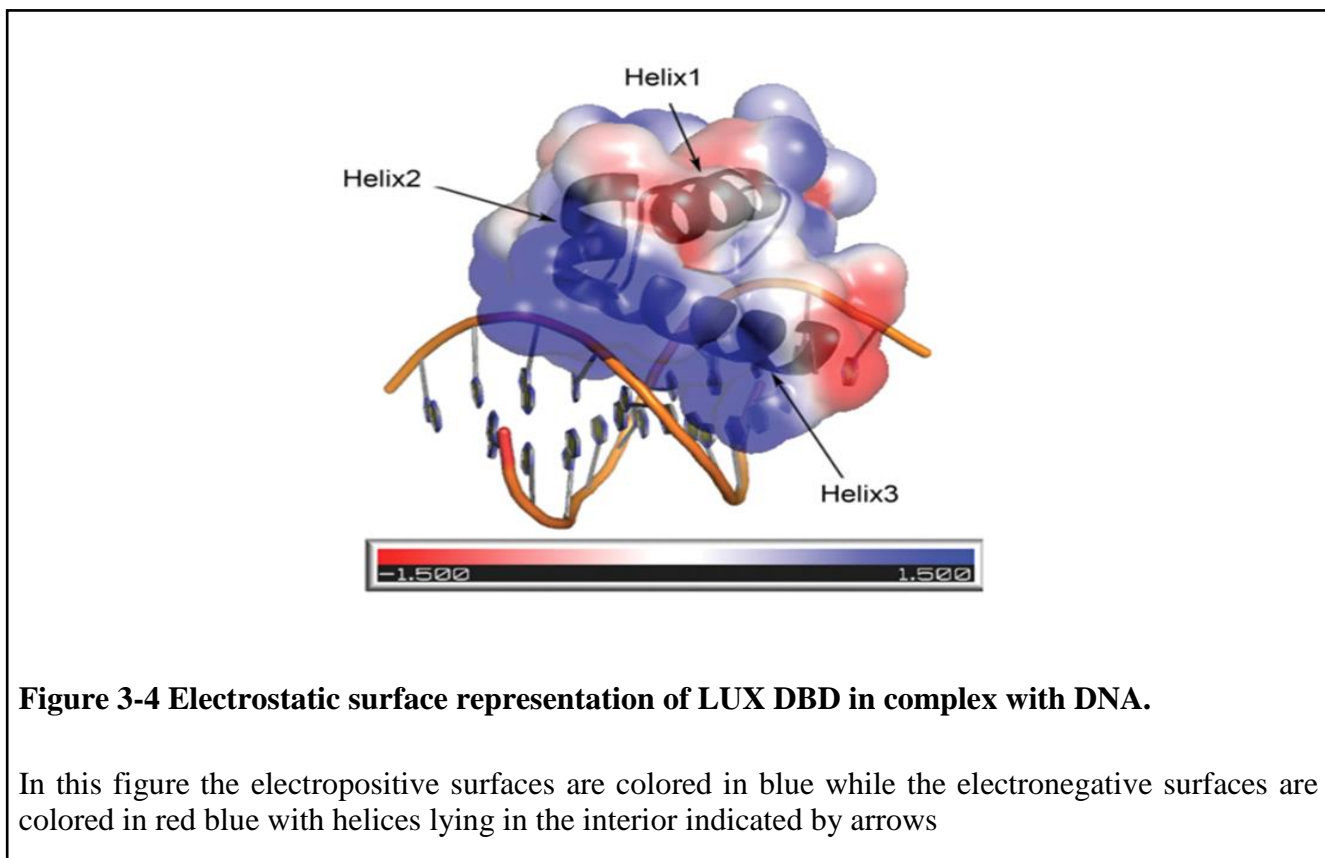 Helix1
Helix2
Helix3
-1.500 1.500
Figure 3-4 Electrostatic surface representation of LUX DBD in complex with DNA.
In this figure the electropositive surfaces are colored in blue while the electronegative surfaces are
colored in red blue with helices lying in the interior indicated by arrows